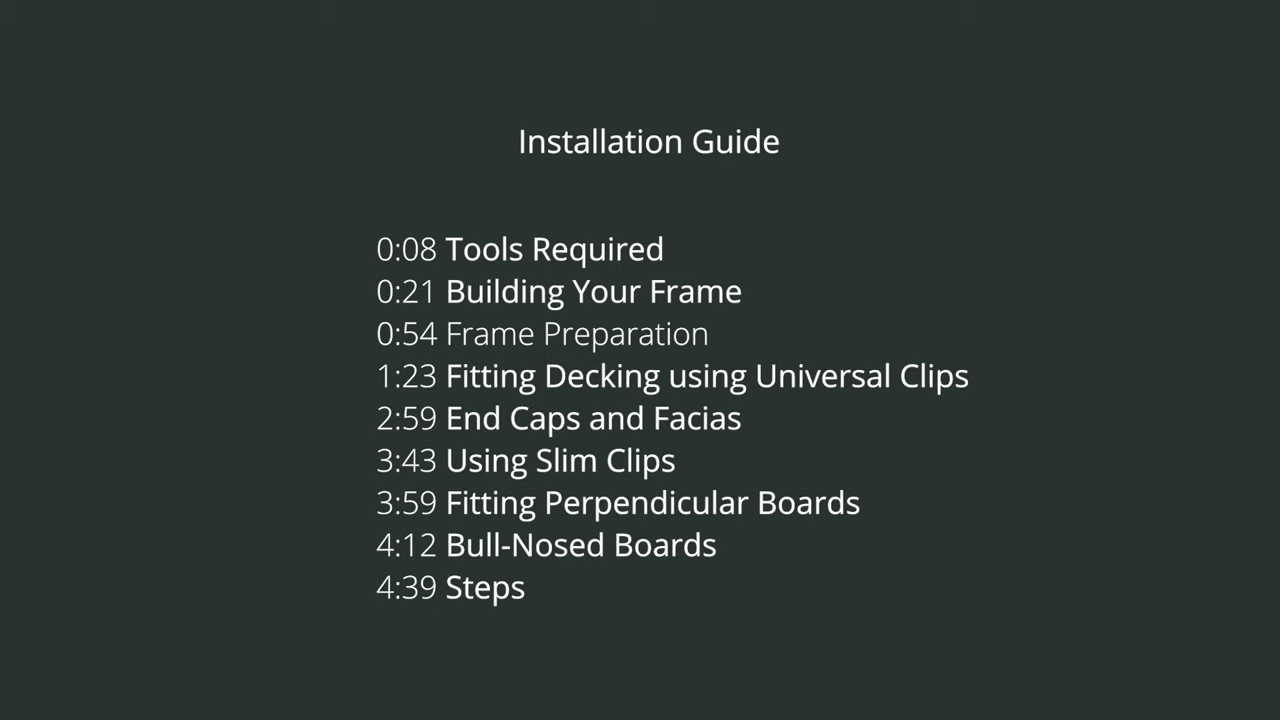 Installation Guide
0:08 Tools Required
0:21 Building Your Frame
0:54 Frame Preparation
1:23 Fitting Decking using Universal Clips
2:59 End Caps and Facias
3:43 Using Slim Clips
3:59 Fitting Perpendicular Boards
4:12 Bull-Nosed Boards
4:39 Steps